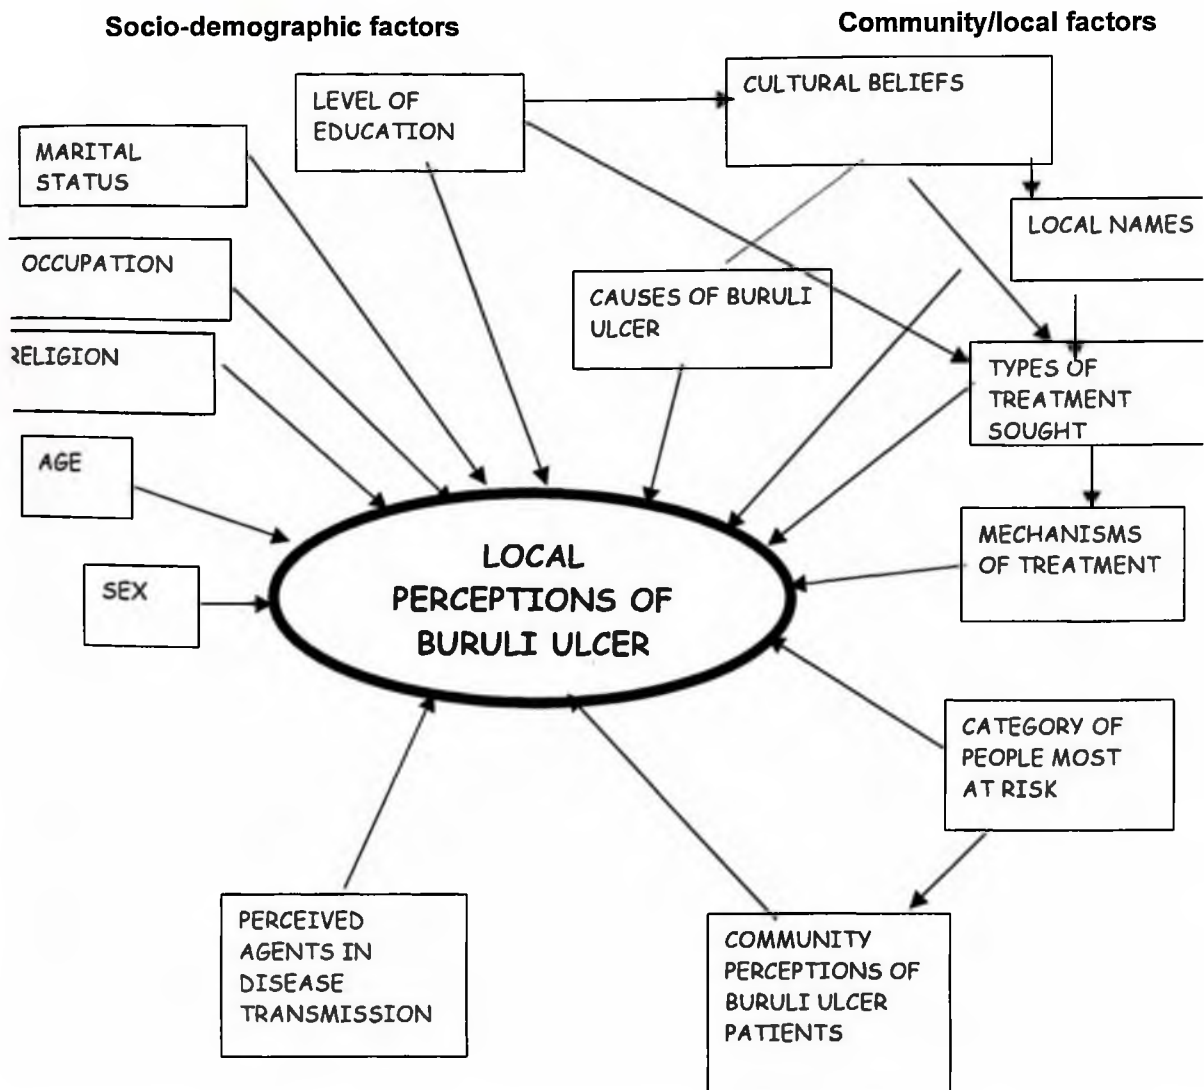 Socio-demographic factors
Community/local factors
LEVEL OF
EDUCATION
CULTURAL BELIEFS
MARITAL
STATUS
LOCAL NAMES
OCCUPATION
CAUSES OF BURULI
ULCER
RELIGION
TYPES OF
TREATMENT
SOUGHT
AGE
MECHANISMS
OF TREATMENT
LOCAL
PERCEPTIONS OF
BURULI ULCER
SEX
CATEGORY OF
PEOPLE MOST
AT RISK
PERCEIVED
AGENTS IN
DISEASE
TRANSMISSION
COMMUNITY
PERCEPTIONS OF
BURULI ULCER
PATIENTS